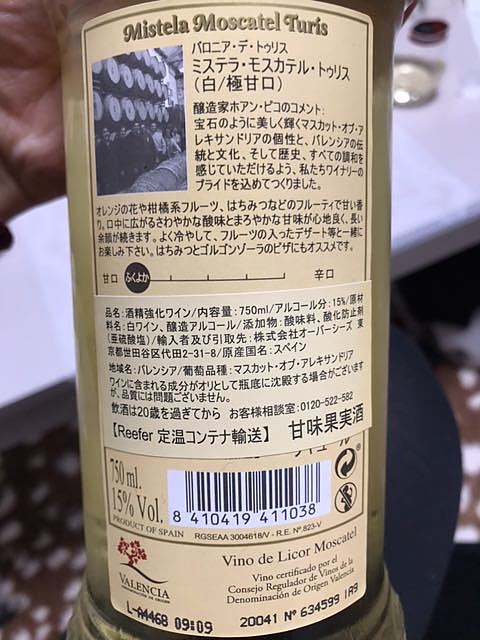 Mistela Moscatel Turís
バロニア・デ・トゥリス
ミステラ・モスカテル・トゥリス
（白/極甘口）
醸造家ホアン・ピコのコメント：
宝石のように美しく輝くマスカット・オブ・ア
レキサンドリアの個性と、バレンシアの伝
統と文化、そして歴史、すべての調和を
感じていただけるよう、私たちワイナリーの
プライドを込めてつくりました。
オレンジの花や柑橘系フルーツ、はちみつなどのフルーティで甘い香
り。口中に広がるさわやかな酸味とまろやかな甘味が心地良く、長い
余韻が続きます。よく冷やして、フルーツの入ったデザート等と一緒に
お楽しみ下さい。はちみつとゴルゴンゾーラのピザにもオススメです。
甘口 ふくよか 辛口
品名：酒精強化ワイン/内容量：750ml/アルコール分：15%/原材
料名：白ワイン、醸造アルコール/添加物：酸味料、酸化防止剤
（亜硫酸塩）/輸入者及び引取先：株式会社オーバーシーズ 東
京都世田谷区代田2-31-8/原産国名：スペイン
地域名：バレンシア/葡萄品種：マスカット・オブ・アレキサンドリア
ワインに含まれる成分がオリとして瓶底に沈殿する場合がございます
が、品質には問題ございません。
飲酒は20歳を過ぎてから お客様相談室：0120-522-582
【Reefer 定温コンテナ輸送】 甘味果実酒
750 ml.
15% Vol.
PRODUCT OF SPAIN
8 410419 411038
RGSEAA 3004618/V - R.E. Nº.623-V
Vino de Licor Moscatel
Vino certificado por el
Consejo Regulador de Vinos de la
Denominación de Origen Valencia
VALENCIA
L-A4468 09:09
20041 Nº 634599 1A9